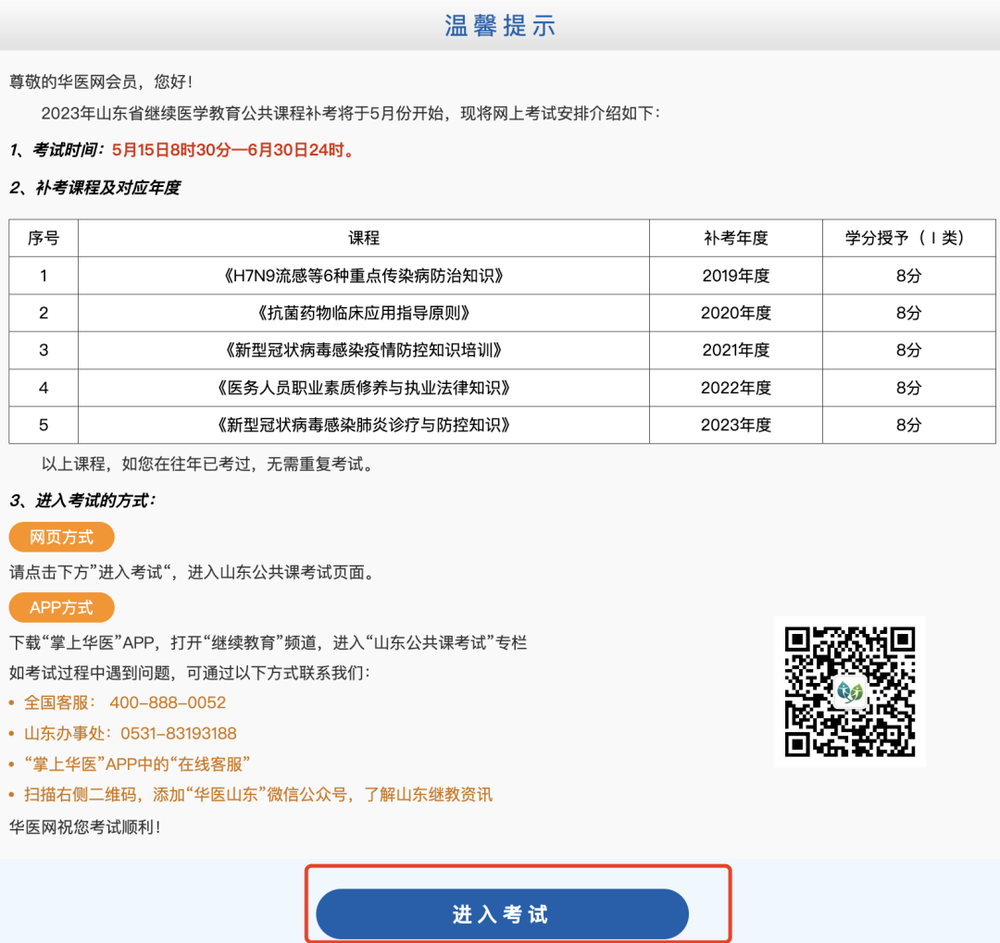 温馨提示
尊敬的华医网会员，您好！
2023年山东省继续医学教育公共课程补考将于5月份开始，现将网上考试安排介绍如下：
1、考试时间：5月15日8时30分—6月30日24时。
2、补考课程及对应年度
序号 课程 补考年度 学分授予（Ｉ类）
1 《H7N9流感等6种重点传染病防治知识》 2019年度 8分
2 《抗菌药物临床应用指导原则》 2020年度 8分
3 《新型冠状病毒感染疫情防控知识培训》 2021年度 8分
4 《医务人员职业素质修养与执业法律知识》 2022年度 8分
5 《新型冠状病毒感染肺炎诊疗与防控知识》 2023年度 8分
以上课程，如您在往年已考过，无需重复考试。
3、进入考试的方式：
网页方式
请点击下方”进入考试“，进入山东公共课考试页面。
APP方式
下载“掌上华医”APP，打开“继续教育”频道，进入“山东公共课考试”专栏
如考试过程中遇到问题，可通过以下方式联系我们：
• 全国客服： 400-888-0052
• 山东办事处：0531-83193188
• “掌上华医”APP中的“在线客服”
• 扫描右侧二维码，添加“华医山东”微信公众号，了解山东继教资讯
华医网祝您考试顺利！
进入考试